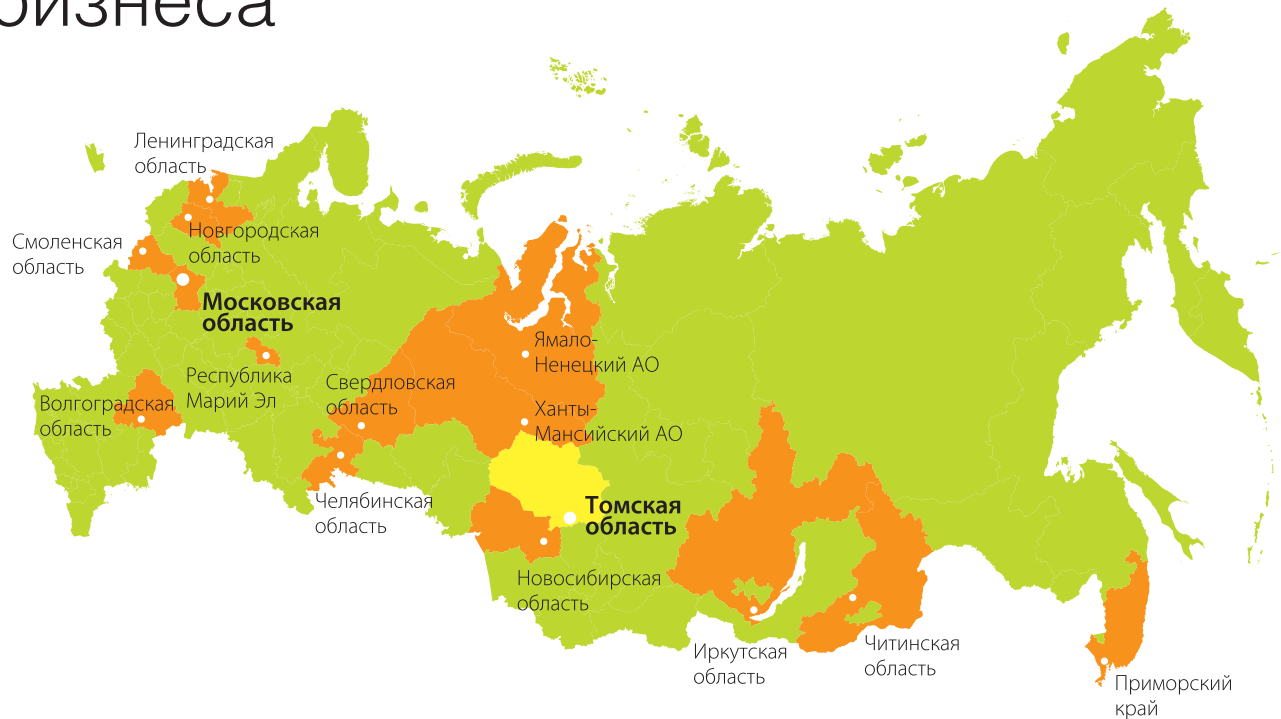 бизнеса
Ленинградская
область
Новгородская
область
Смоленская
область
Московская
область
Республика
Марий Эл
Волгоградская
область
Свердловская
область
Челябинская
область
Ямало-
Ненецкий АО
Ханты-
Мансийский АО
Томская
область
Новосибирская
область
Иркутская
область
Читинская
область
Приморский
край